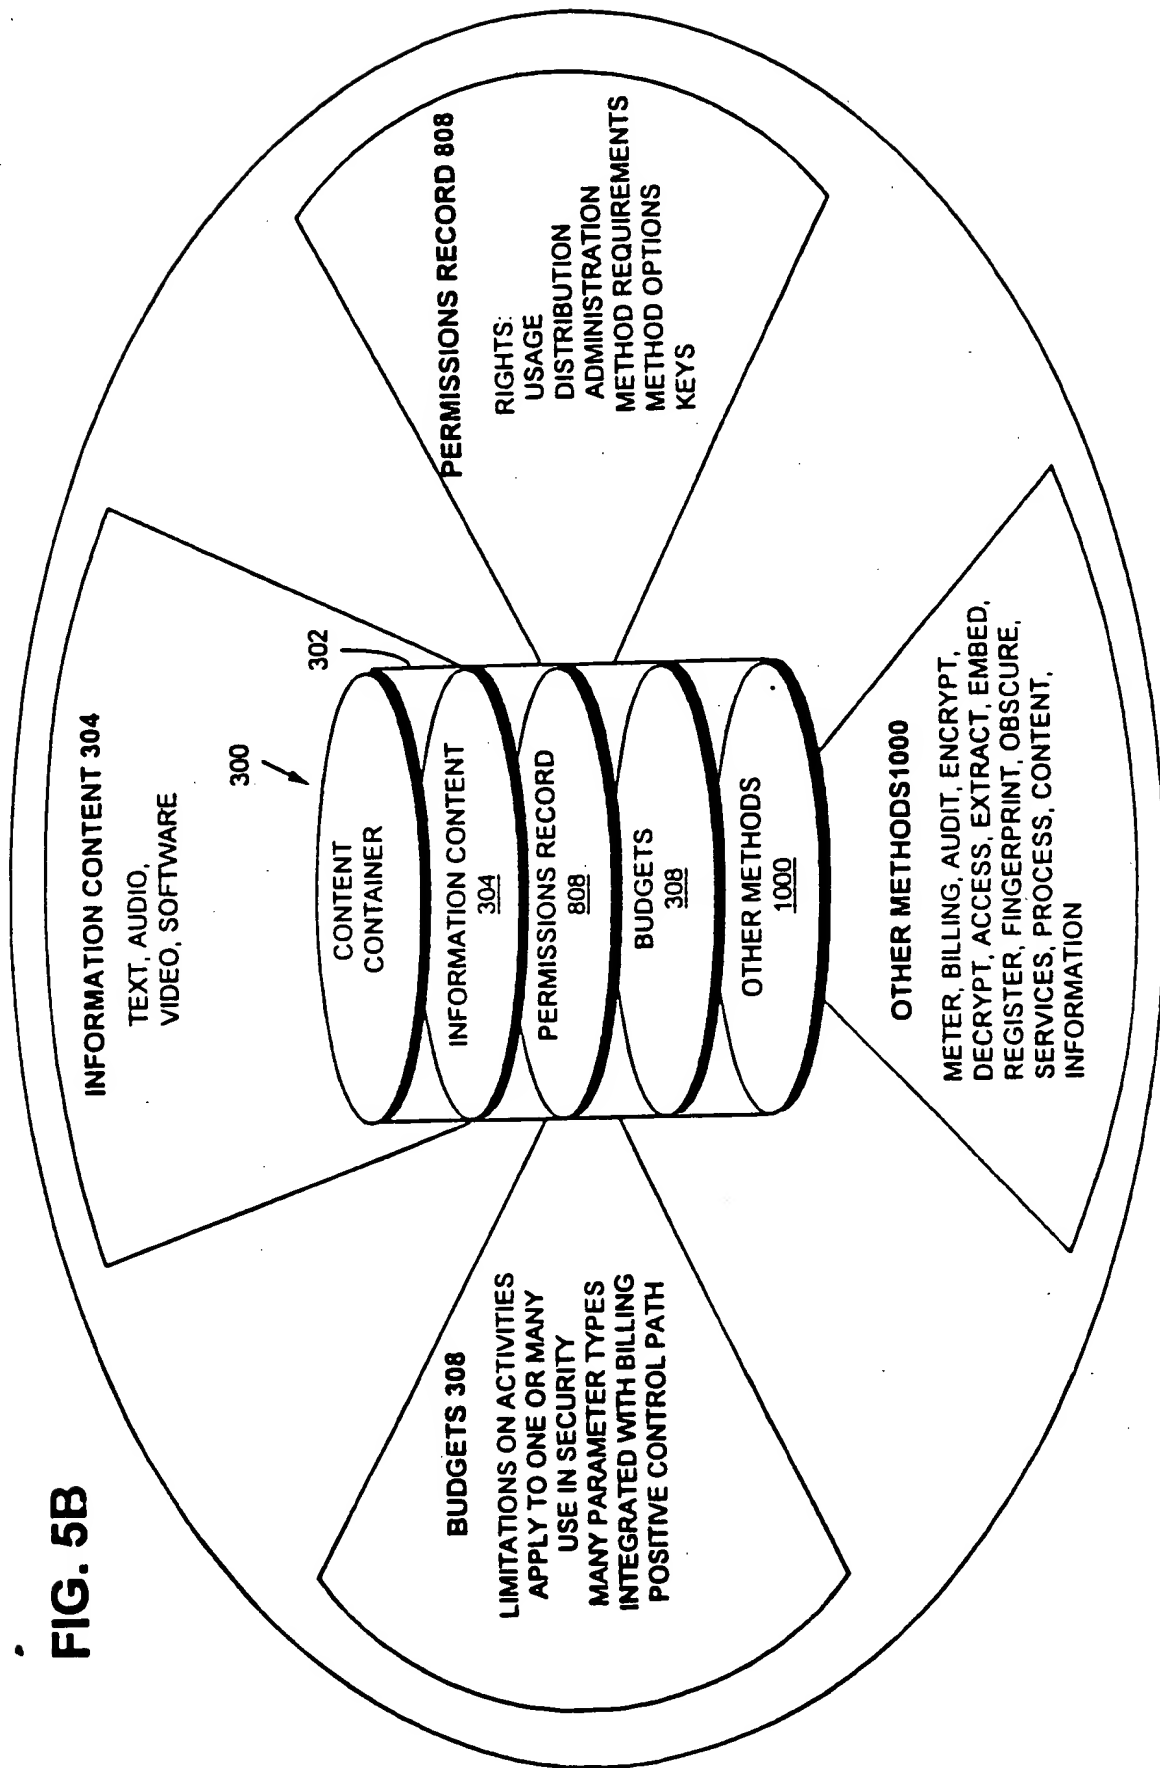 FIG. 5B
INFORMATION CONTENT 304
TEXT, AUDIO,
VIDEO, SOFTWARE
300
302
CONTENT
CONTAINER
INFORMATION CONTENT
304
PERMISSIONS RECORD
808
BUDGETS
308
OTHER METHODS
1000
BUDGETS 308
LIMITATIONS ON ACTIVITIES
APPLY TO ONE OR MANY
USE IN SECURITY
MANY PARAMETER TYPES
INTEGRATED WITH BILLING
POSITIVE CONTROL PATH
PERMISSIONS RECORD 808
RIGHTS:
USAGE
DISTRIBUTION
ADMINISTRATION
METHOD REQUIREMENTS
METHOD OPTIONS
KEYS
OTHER METHODS1000
METER, BILLING, AUDIT, ENCRYPT,
DECRYPT, ACCESS, EXTRACT, EMBED,
REGISTER, FINGERPRINT, OBSCURE,
SERVICES, PROCESS, CONTENT,
INFORMATION